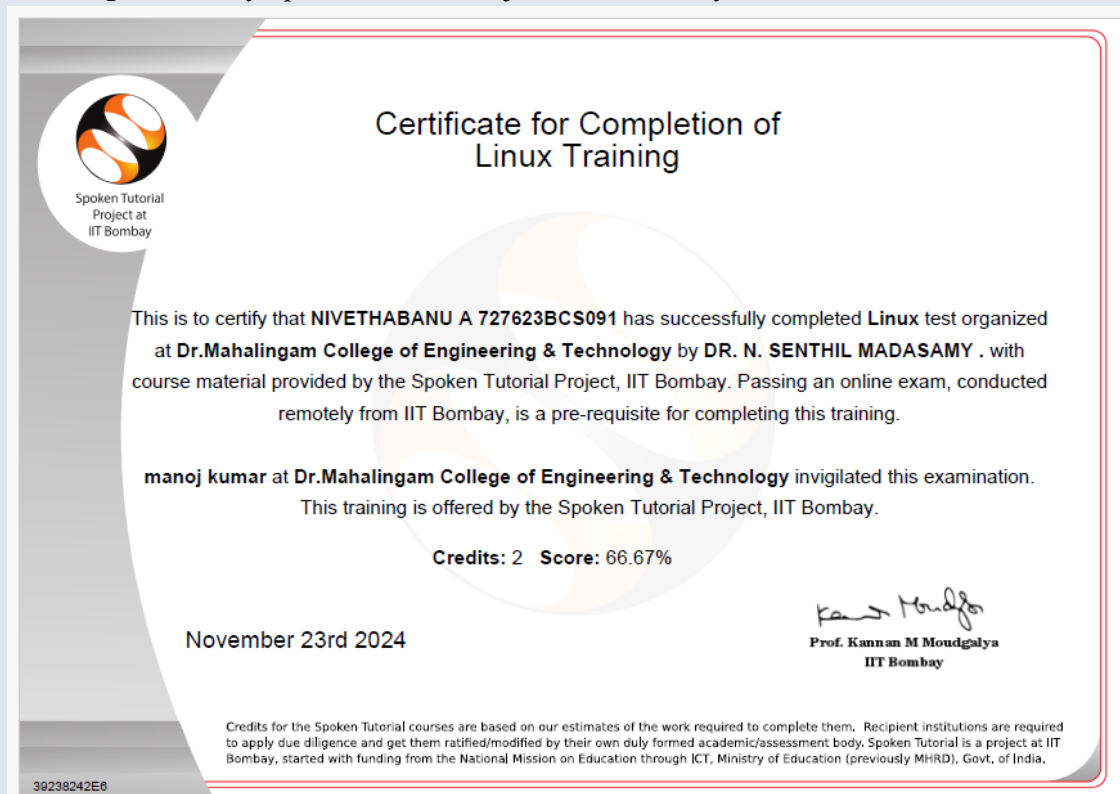 Spoken Tutorial
Project at
IIT Bombay
Certificate for Completion of
Linux Training
This is to certify that NIVETHABANU A 727623BCS091 has successfully completed Linux test organized
at Dr.Mahalingam College of Engineering & Technology by DR. N. SENTHIL MADASAMY . with
course material provided by the Spoken Tutorial Project, IIT Bombay. Passing an online exam, conducted
remotely from IIT Bombay, is a pre-requisite for completing this training.
manoj kumar at Dr.Mahalingam College of Engineering & Technology invigilated this examination.
This training is offered by the Spoken Tutorial Project, IIT Bombay.
Credits: 2 Score: 66.67%
November 23rd 2024
Prof. Kannan M Moudgalya
IIT Bombay
Credits for the Spoken Tutorial courses are based on our estimates of the work required to complete them. Recipient institutions are required
to apply due diligence and get them ratified/modified by their own duly formed academic/assessment body. Spoken Tutorial is a project at IIT
Bombay, started with funding from the National Mission on Education through ICT, Ministry of Education (previously MHRD), Govt. of India.
39238242E6